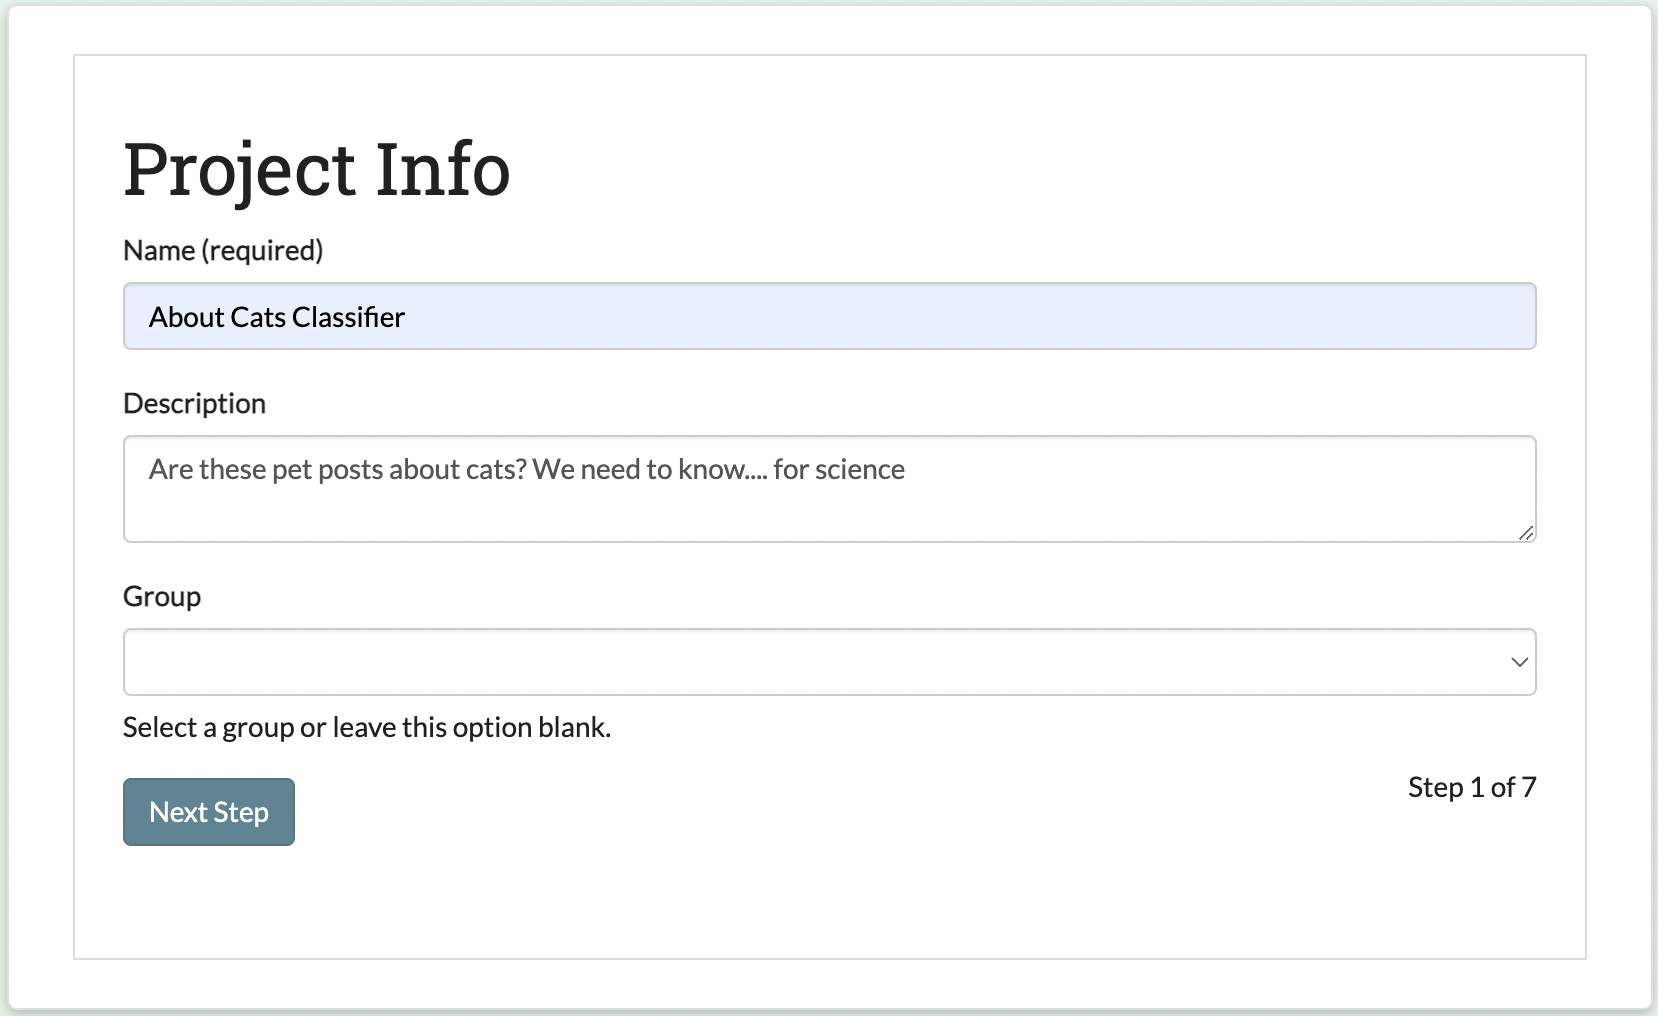 Project Info
Name (required)
About Cats Classifier
Description
Are these pet posts about cats? We need to know.... for science
Group
Select a group or leave this option blank.
Next Step
Step 1 of 7